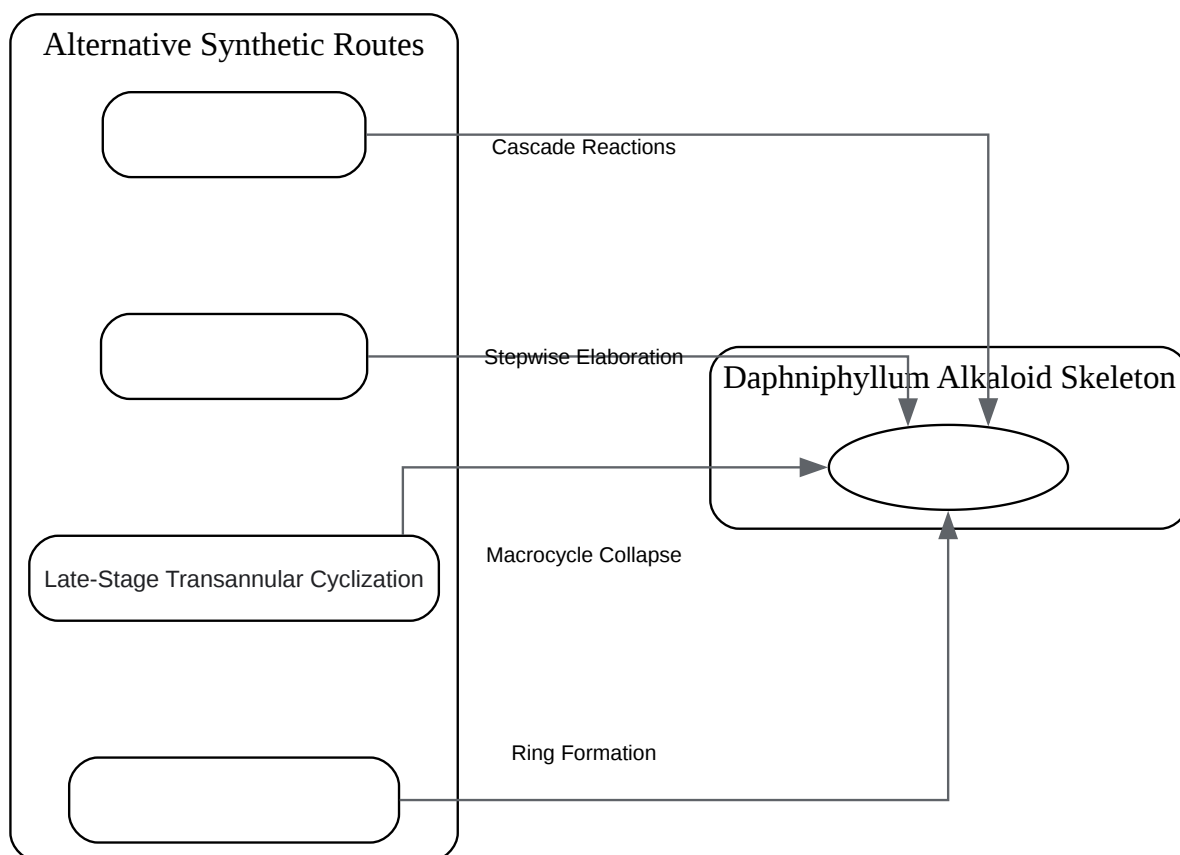 Alternative Synthetic Routes
Cascade Reactions
Stepwise Elaboration
Daphniphyllum Alkaloid Skeleton
Macrocycle Collapse
Late-Stage Transannular Cyclization
Ring Formation